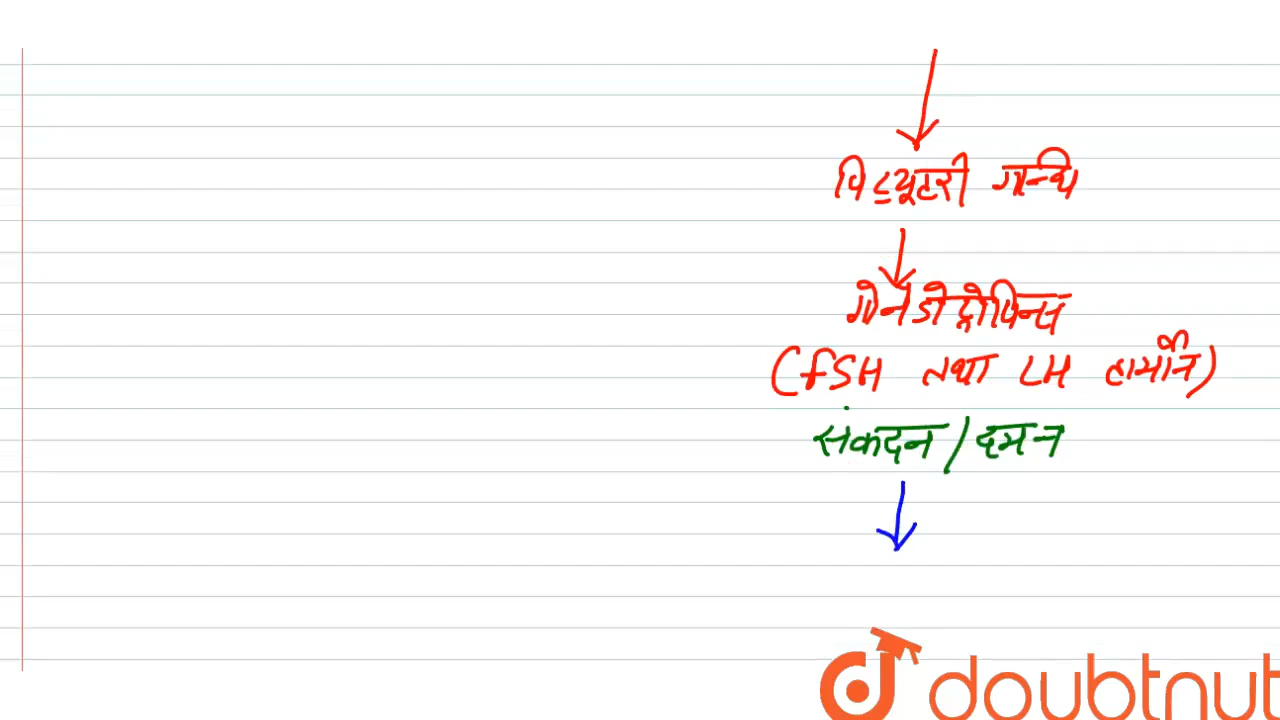 पिट्यूटरी ग्रन्थि
गोनेडोट्रोपिन्स
(FSH तथा LH हार्मोन)
संकदन/दमन
doubtnut